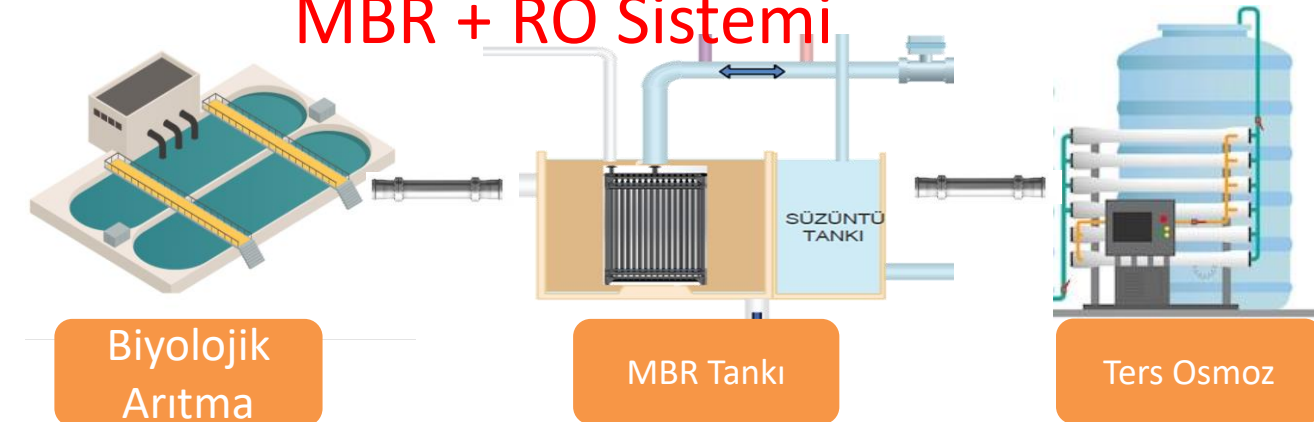 MBR + RO Sistemi
SÜZÜNTÜ
TANKI
Biyolojik
Arıtma
MBR Tankı
Ters Osmoz